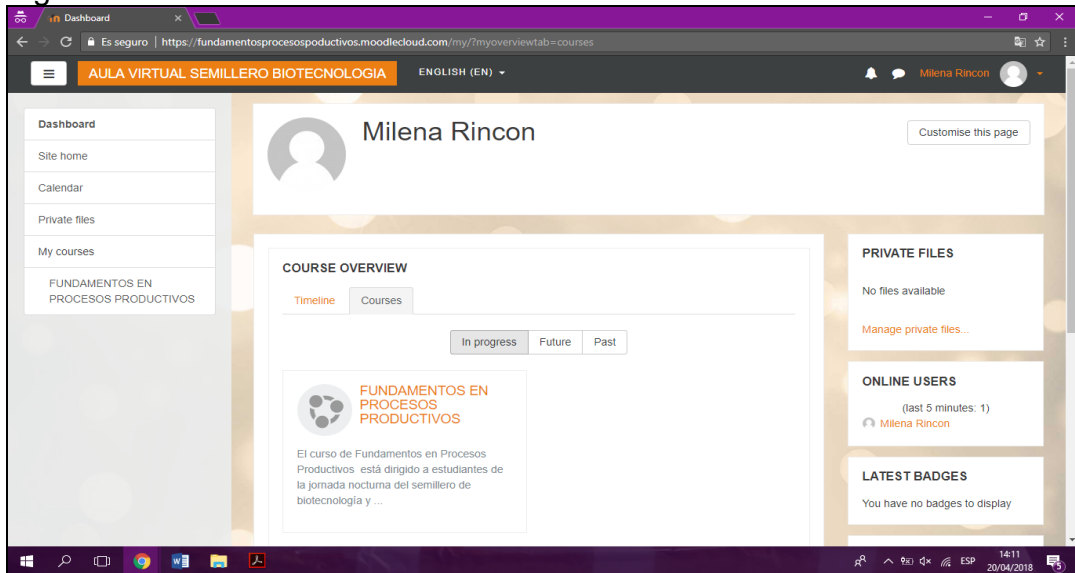 Dashboard
Es seguro | https://fundamentosprocesospoductivos.moodlecloud.com/my/?myoverviewtab=courses
AULA VIRTUAL SEMILLERO BIOTECNOLOGIA
ENGLISH (EN)
Milena Rincon
Dashboard
Site home
Calendar
Private files
My courses
FUNDAMENTOS EN
PROCESOS PRODUCTIVOS
Milena Rincon
Customise this page
COURSE OVERVIEW
Timeline
Courses
In progress
Future
Past
FUNDAMENTOS EN
PROCESOS
PRODUCTIVOS
El curso de Fundamentos en Procesos
Productivos está dirigido a estudiantes de
la jornada nocturna del semillero de
biotecnología y ...
PRIVATE FILES
No files available
Manage private files...
ONLINE USERS
(last 5 minutes: 1)
Milena Rincon
LATEST BADGES
You have no badges to display
ESP
14:11
20/04/2018